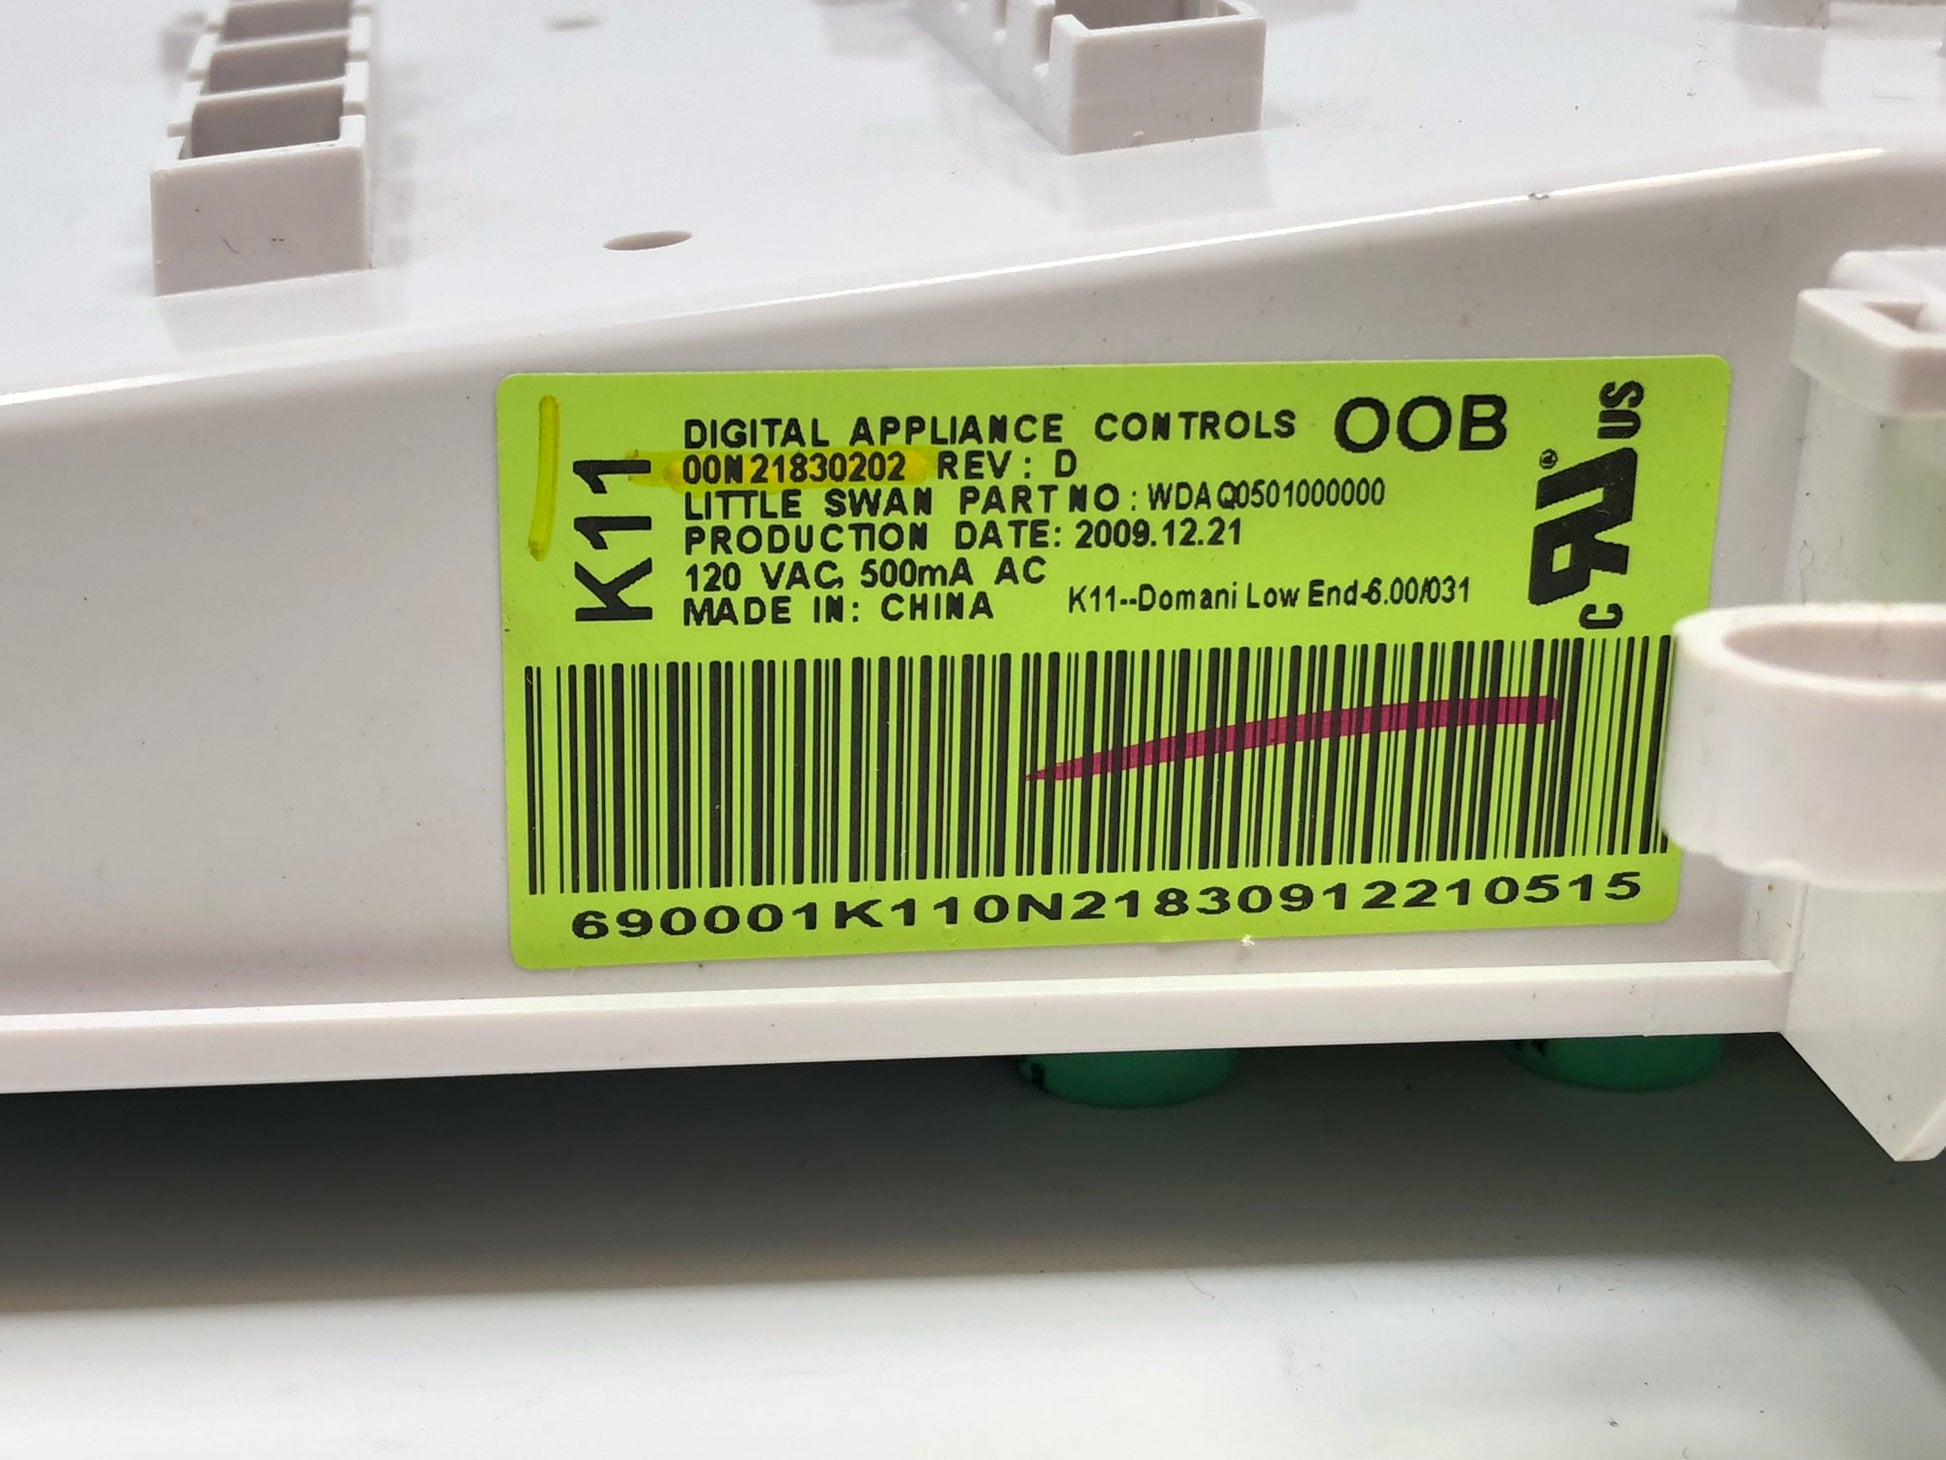 K11
DIGITAL APPLIANCE CONTROLS OOB
00N21830202 REV: D
LITTLE SWAN PART NO: WDAQ0501000000
PRODUCTION DATE: 2009.12.21
120 VAC, 500mA AC
MADE IN: CHINA K11--Domani Low End-6.00/031
c RU ® US
690001K110N21830912210515